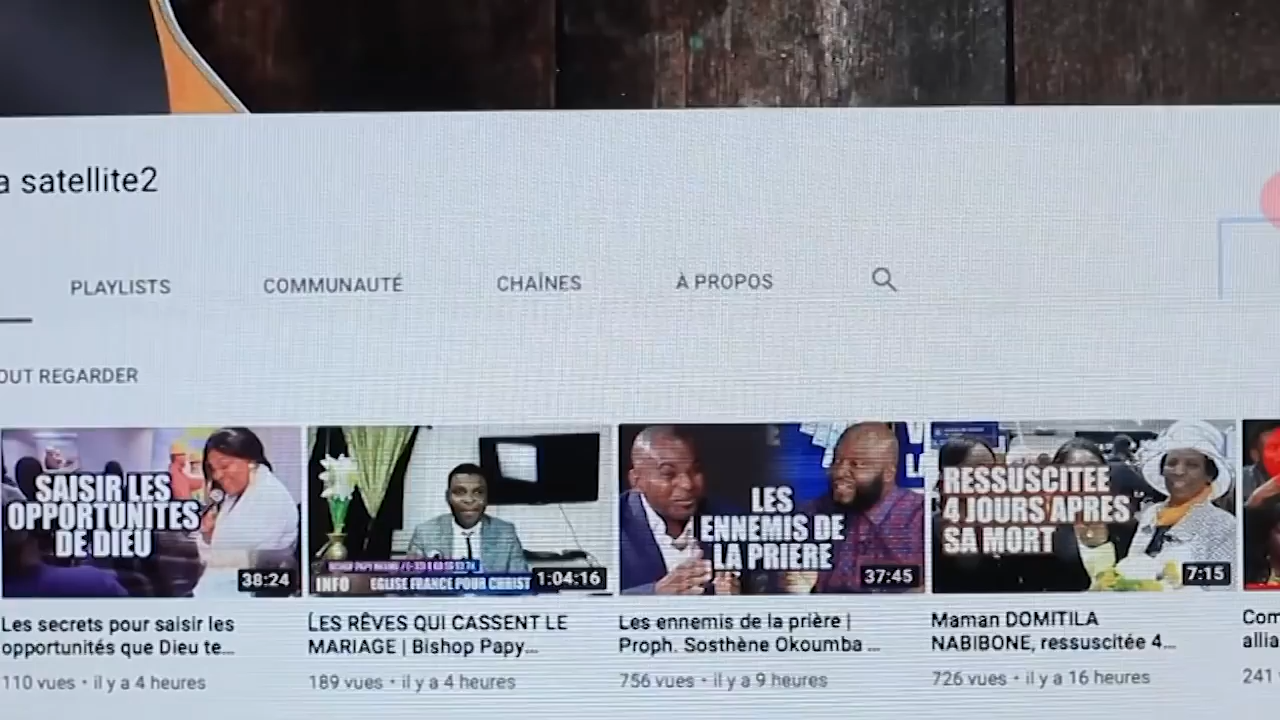 a satellite2
PLAYLISTS COMMUNAUTÉ CHAÎNES À PROPOS
OUT REGARDER
SAISIR LES
OPPORTUNITES
DE DIEU
38:24
INFO EGLISE FRANCE POUR CHRIST
1:04:16
LES
ENNEMIS DE
LA PRIERE
37:45
RESSUSCITEE
4 JOURS APRES
SA MORT
7:15
Les secrets pour saisir les
opportunités que Dieu te...
110 vues • il y a 4 heures
LES RÊVES QUI CASSENT LE
MARIAGE | Bishop Papy...
189 vues • il y a 4 heures
Les ennemis de la prière |
Proph. Sosthène Okoumba ...
756 vues • il y a 9 heures
Maman DOMITILA
NABIBONE, ressuscitée 4...
726 vues • il y a 16 heures
Com
allia
241